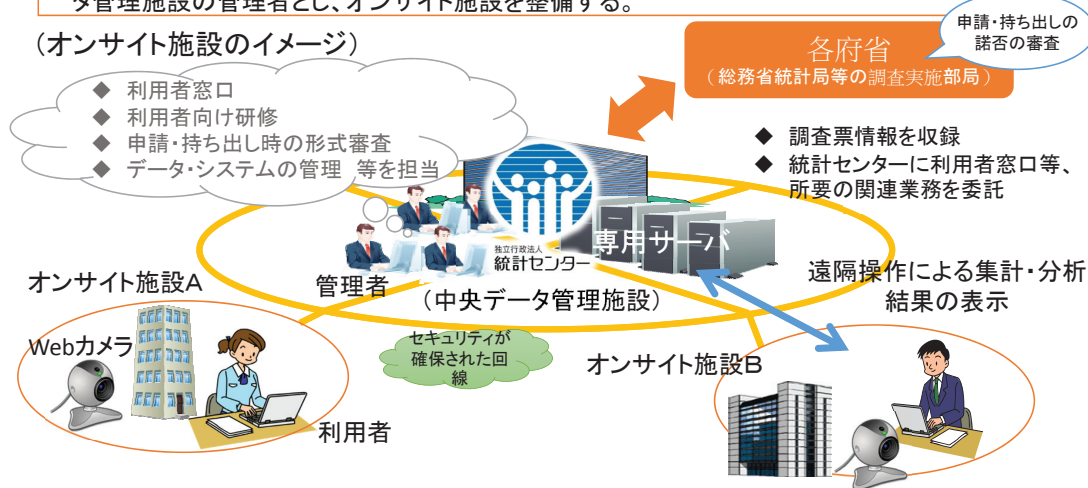 タ管理施設の管理者とし、オンサイト施設を整備する。
（オンサイト施設のイメージ）
申請・持ち出しの
諾否の審査
各府省
（総務省統計局等の調査実施部局）
◆ 利用者窓口
◆ 利用者向け研修
◆ 申請・持ち出し時の形式審査
◆ データ・システムの管理 等を担当
◆ 調査票情報を収録
◆ 統計センターに利用者窓口等、
所要の関連業務を委託
専用サーバ
独立行政法人
統計センター
管理者
（中央データ管理施設）
遠隔操作による集計・分析
結果の表示
オンサイト施設A
Webカメラ
利用者
セキュリティが
確保された回
線
オンサイト施設B